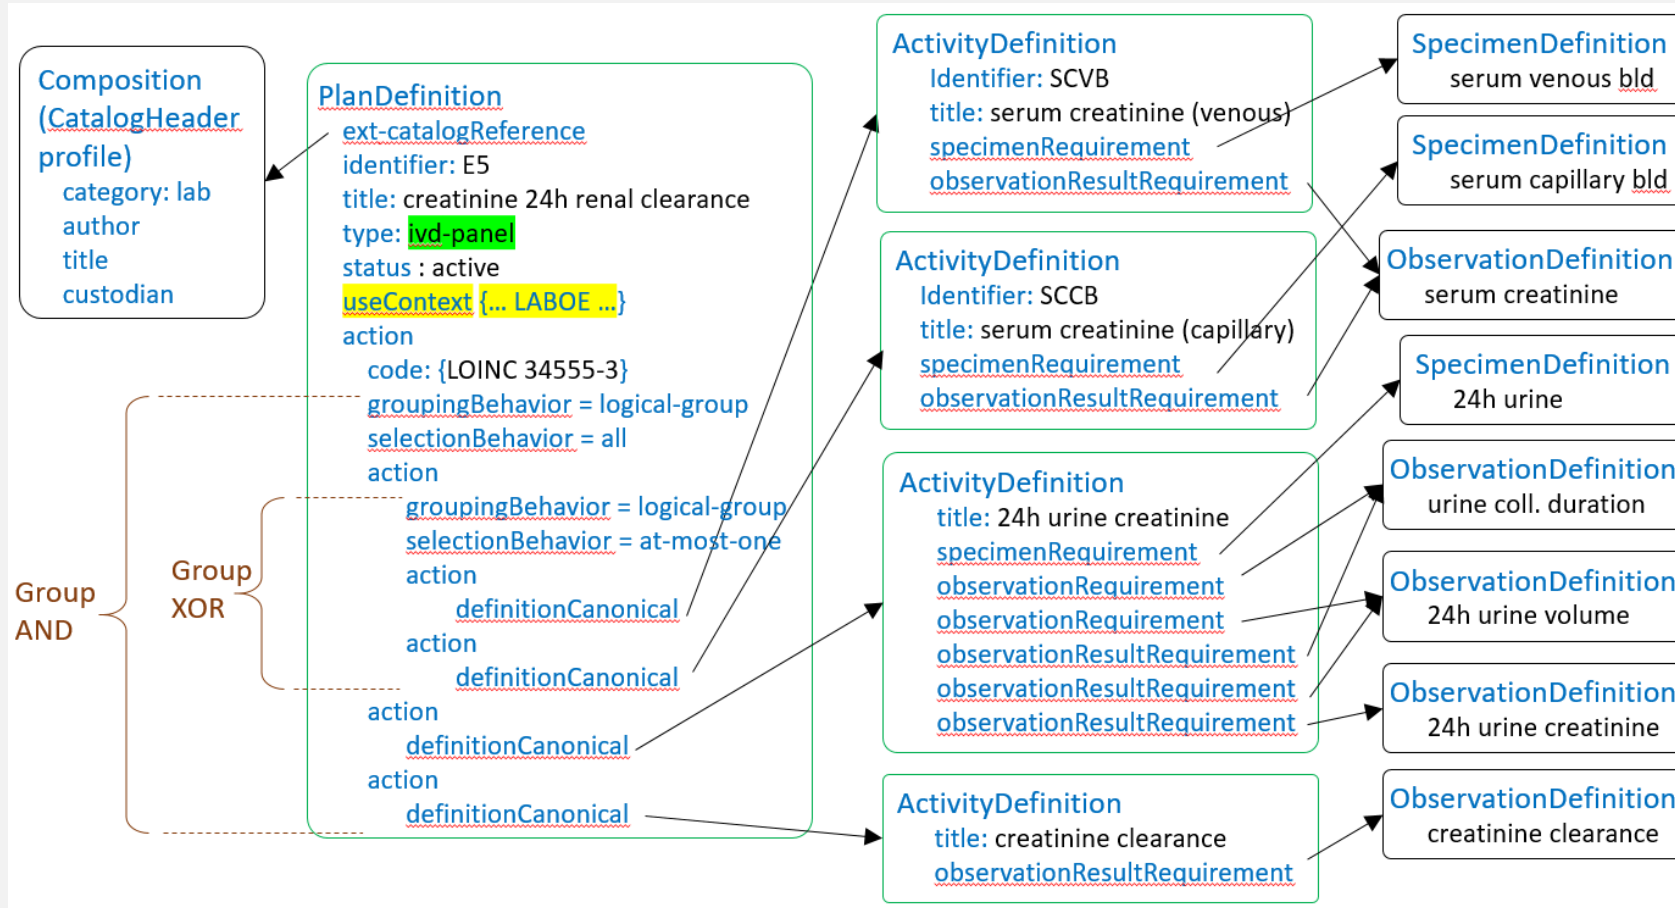 Composition
(CatalogHeader
profile)
category: lab
author
title
custodian
Group
AND
Group
XOR
PlanDefinition
ext-catalogReference
identifier: E5
title: creatinine 24h renal clearance
type: ivd-panel
status : active
useContext {... LABOE ...}
action
code: {LOINC 34555-3}
groupingBehavior = logical-group
selectionBehavior = all
action
groupingBehavior = logical-group
selectionBehavior = at-most-one
action
definitionCanonical
action
definitionCanonical
action
definitionCanonical
action
definitionCanonical
ActivityDefinition
Identifier: SCVB
title: serum creatinine (venous)
specimenRequirement
observationResultRequirement
ActivityDefinition
Identifier: SCCB
title: serum creatinine (capillary)
specimenRequirement
observationResultRequirement
ActivityDefinition
title: 24h urine creatinine
specimenRequirement
observationRequirement
observationRequirement
observationResultRequirement
observationResultRequirement
observationResultRequirement
ActivityDefinition
title: creatinine clearance
observationResultRequirement
SpecimenDefinition
serum venous bld
SpecimenDefinition
serum capillary bld
ObservationDefinition
serum creatinine
SpecimenDefinition
24h urine
ObservationDefinition
urine coll. duration
ObservationDefinition
24h urine volume
ObservationDefinition
24h urine creatinine
ObservationDefinition
creatinine clearance